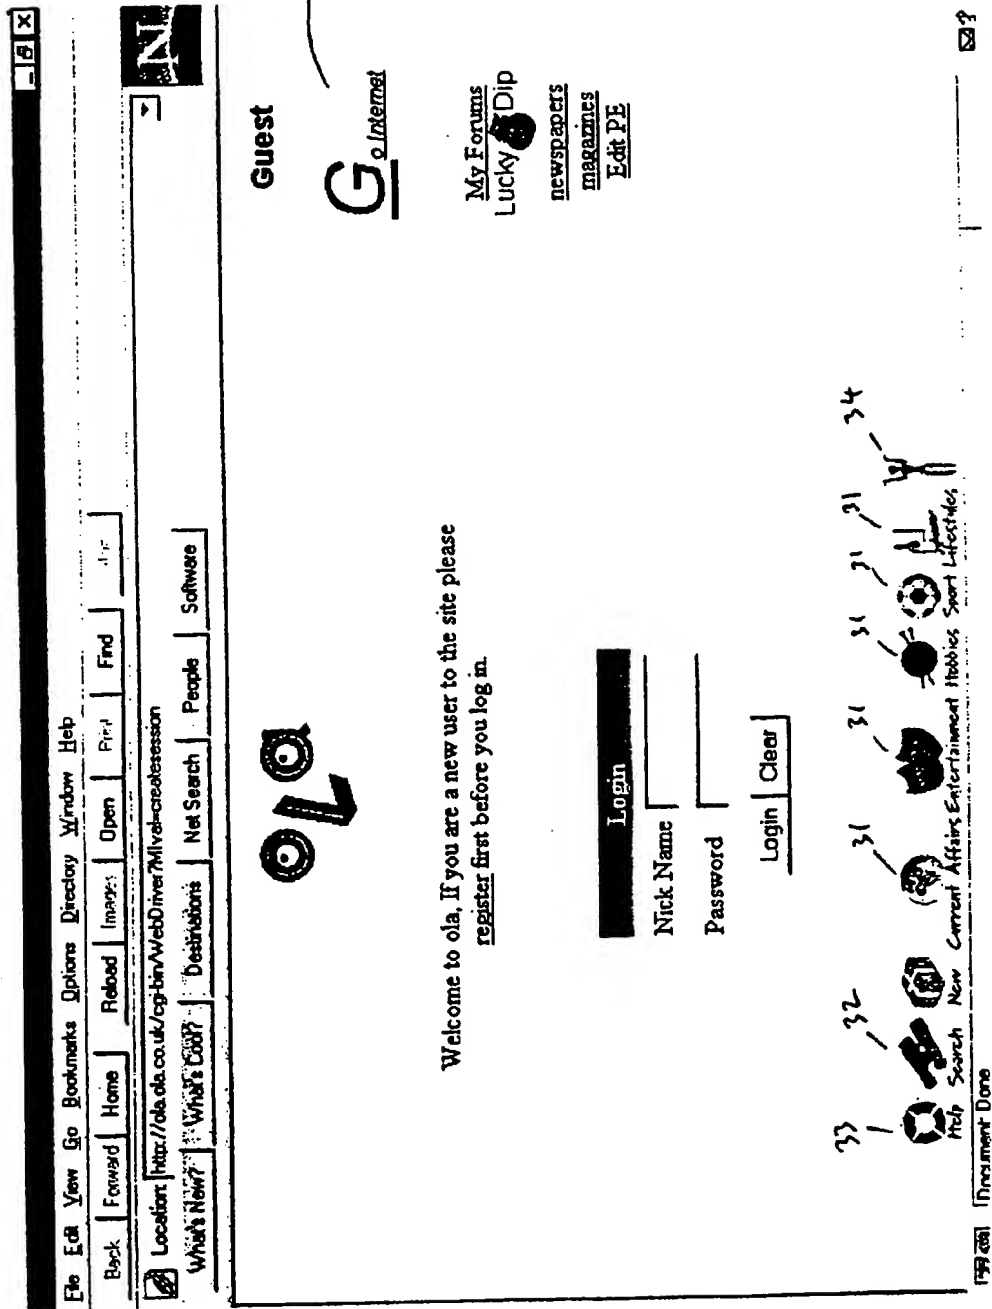 File Edit View Go Bookmarks Options Directory Window Help
Back Forward Home Reload Images Open Print Find
Location: http://ola.ola.co.uk/cgi-bin/WebDriver?MIval=createsession
What's New? What's Cool? Destinations Net Search People Software
N
ola
Guest
Go Internet
Welcome to ola, If you are a new user to the site please
register first before you log in.
My Forums
Lucky Dip
newspapers
magazines
Edit PE
Login
Nick Name
Password
Login Clear
33 32 31 31 31 31 31 34
Help Search New Current Affairs Entertainment Hobbies Sport Lifestyles
Document Done
?